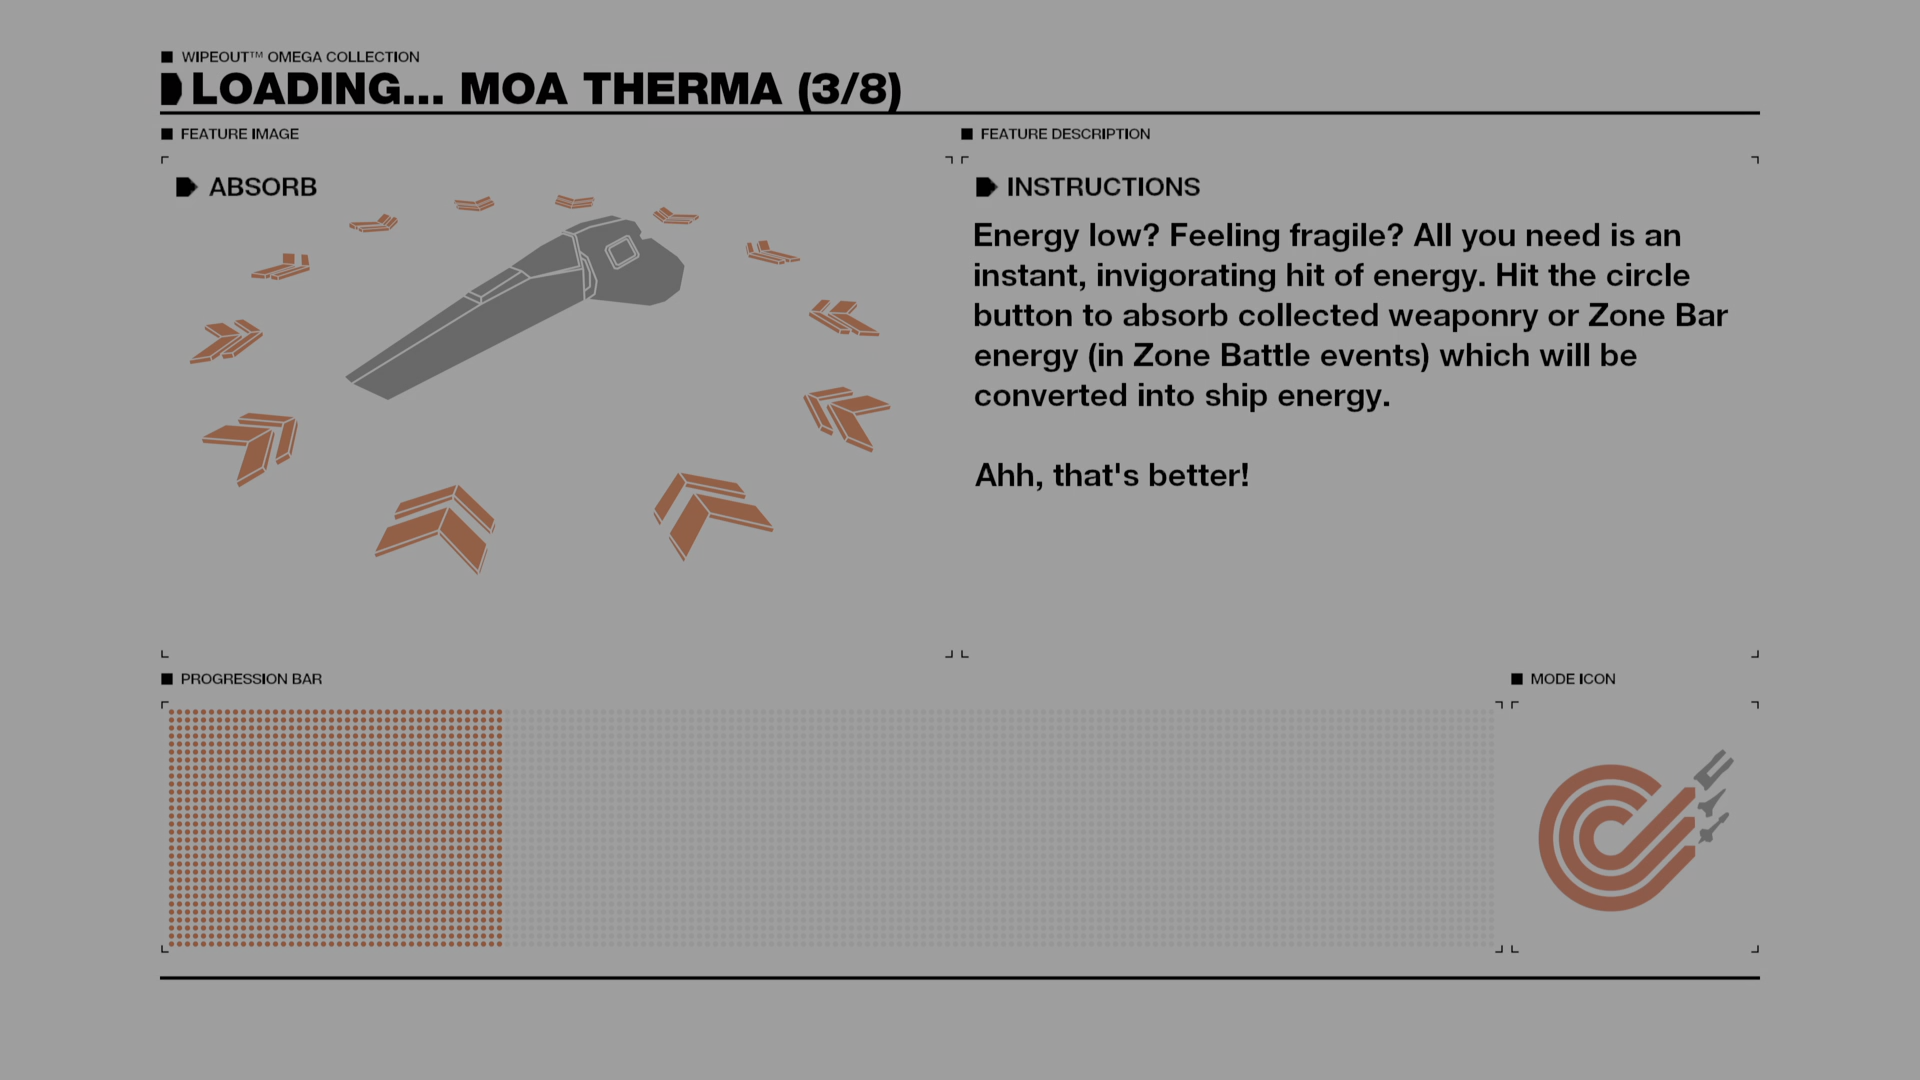 WIPEOUT™ OMEGA COLLECTION
LOADING... MOA THERMA (3/8)
FEATURE IMAGE
ABSORB
FEATURE DESCRIPTION
INSTRUCTIONS
Energy low? Feeling fragile? All you need is an
instant, invigorating hit of energy. Hit the circle
button to absorb collected weaponry or Zone Bar
energy (in Zone Battle events) which will be
converted into ship energy.
Ahh, that's better!
PROGRESSION BAR
MODE ICON